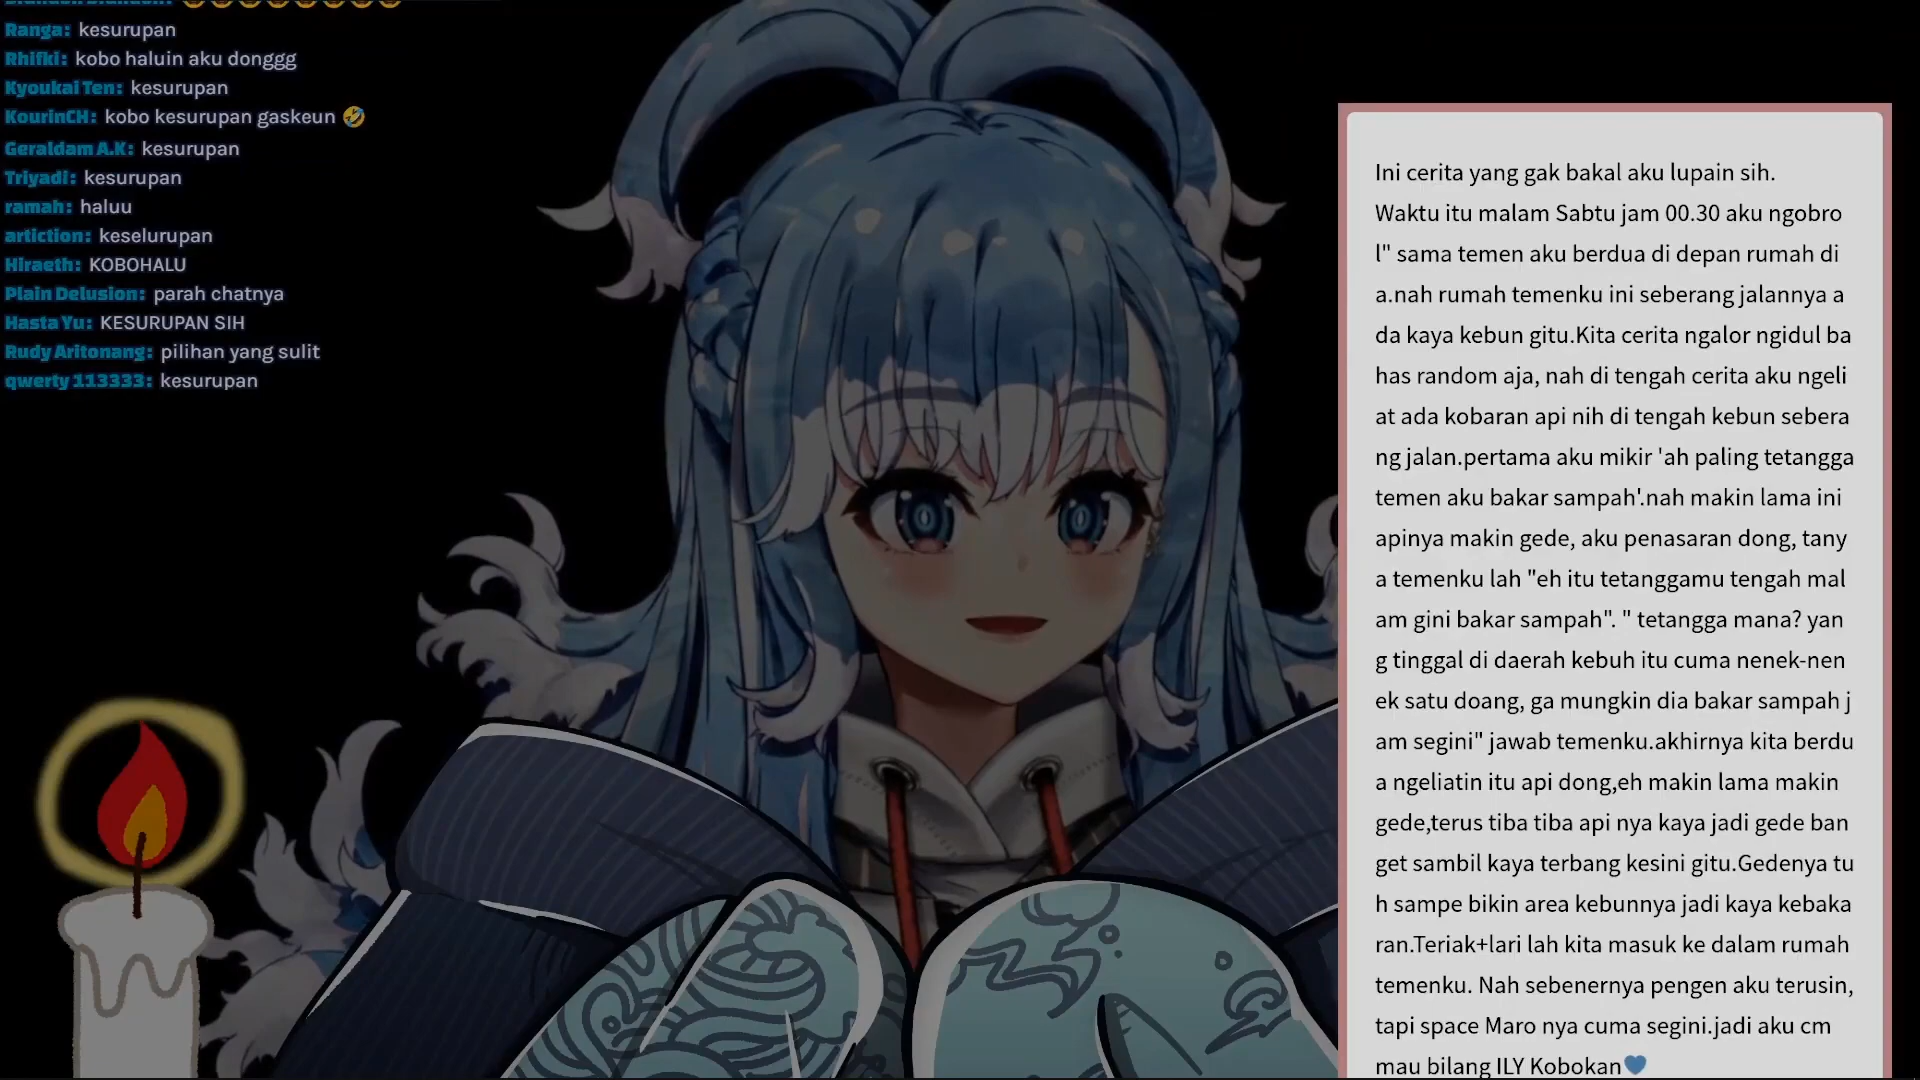 Ranga: kesurupan
Rhifki: kobo haluin aku donggg
Kyoukai Ten: kesurupan
KourinCH: kobo kesurupan gaskeun 🤣
Geraldam A.K: kesurupan
Triyadi: kesurupan
ramah: haluu
artiction: keselurupan
Hiraeth: KOBOHALU
Plain Delusion: parah chatnya
Hasta Yu: KESURUPAN SIH
Rudy Aritonang: pilihan yang sulit
qwerty 113333: kesurupan
Ini cerita yang gak bakal aku lupain sih.
Waktu itu malam Sabtu jam 00.30 aku ngobro
l" sama temen aku berdua di depan rumah di
a.nah rumah temenku ini seberang jalannya a
da kaya kebun gitu.Kita cerita ngalor ngidul ba
has random aja, nah di tengah cerita aku ngeli
at ada kobaran api nih di tengah kebun sebera
ng jalan.pertama aku mikir 'ah paling tetangga
temen aku bakar sampah'.nah makin lama ini
apinya makin gede, aku penasaran dong, tany
a temenku lah "eh itu tetanggamu tengah mal
am gini bakar sampah". " tetangga mana? yan
g tinggal di daerah kebuh itu cuma nenek-nen
ek satu doang, ga mungkin dia bakar sampah j
am segini" jawab temenku.akhirnya kita berdu
a ngeliatin itu api dong,eh makin lama makin
gede,terus tiba tiba api nya kaya jadi gede ban
get sambil kaya terbang kesini gitu.Gedenya tu
h sampe bikin area kebunnya jadi kaya kebaka
ran.Teriak+lari lah kita masuk ke dalam rumah
temenku. Nah sebenernya pengen aku terusin,
tapi space Maro nya cuma segini.jadi aku cm
mau bilang ILY Kobokan💙